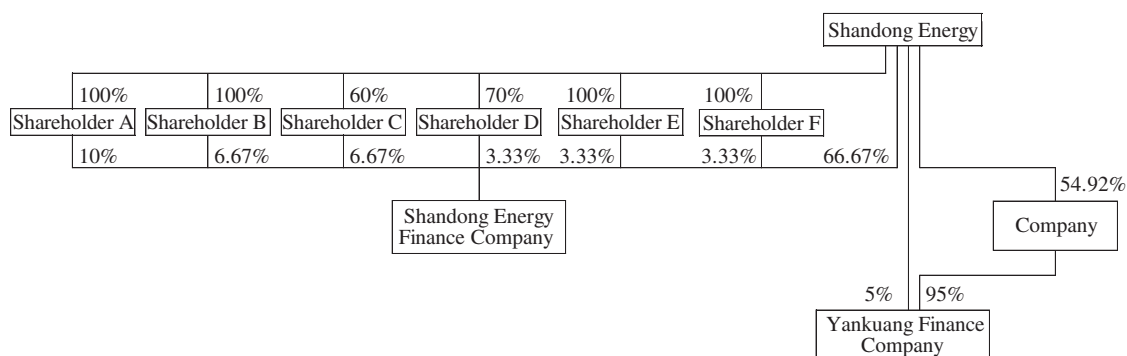 Shandong Energy
100% 100% 60% 70% 100% 100%
Shareholder A Shareholder B Shareholder C Shareholder D Shareholder E Shareholder F
10% 6.67% 6.67% 3.33% 3.33% 3.33% 66.67%
54.92%
Shandong Energy
Finance Company
Company
5% 95%
Yankuang Finance
Company